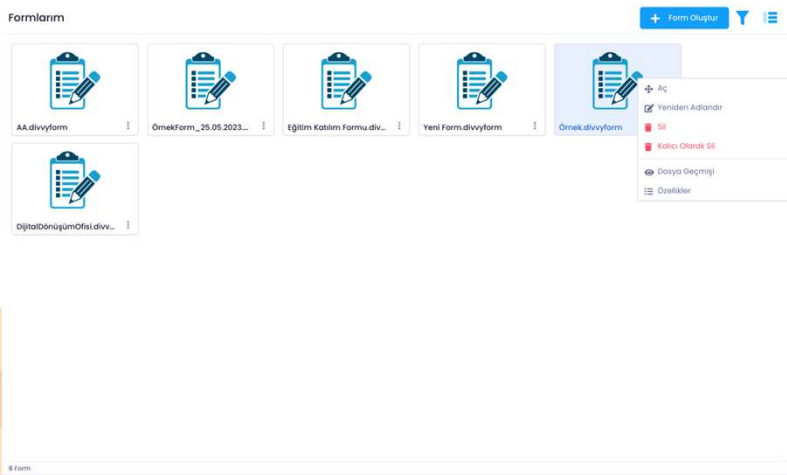 Formlarım
Form Oluştur
AA.divvyform
ÖrnekForm_25.05.2023....
Eğitim Katılım Formu.div...
Yeni Form.divvyform
Örnek.divvyform
Aç
Yeniden Adlandır
Sil
Kalıcı Olarak Sil
Dosya Geçmişi
Özellikler
DijitalDönüşümOfisi.divv...
6 Form